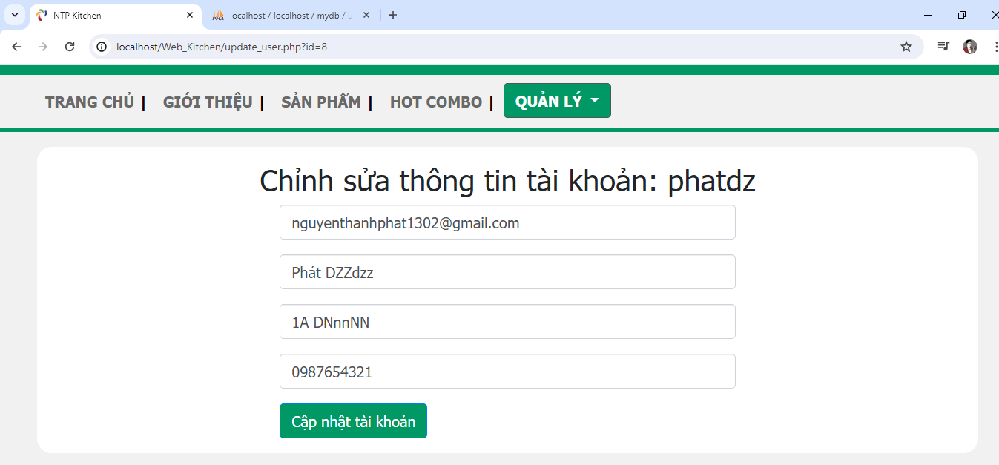 NTP Kitchen
localhost / localhost / mydb / u
localhost/Web_Kitchen/update_user.php?id=8
TRANG CHỦ | GIỚI THIỆU | SẢN PHẨM | HOT COMBO | QUẢN LÝ
Chỉnh sửa thông tin tài khoản: phatdz
nguyenthanhphat1302@gmail.com
Phát DZZdzz
1A DNnnNN
0987654321
Cập nhật tài khoản